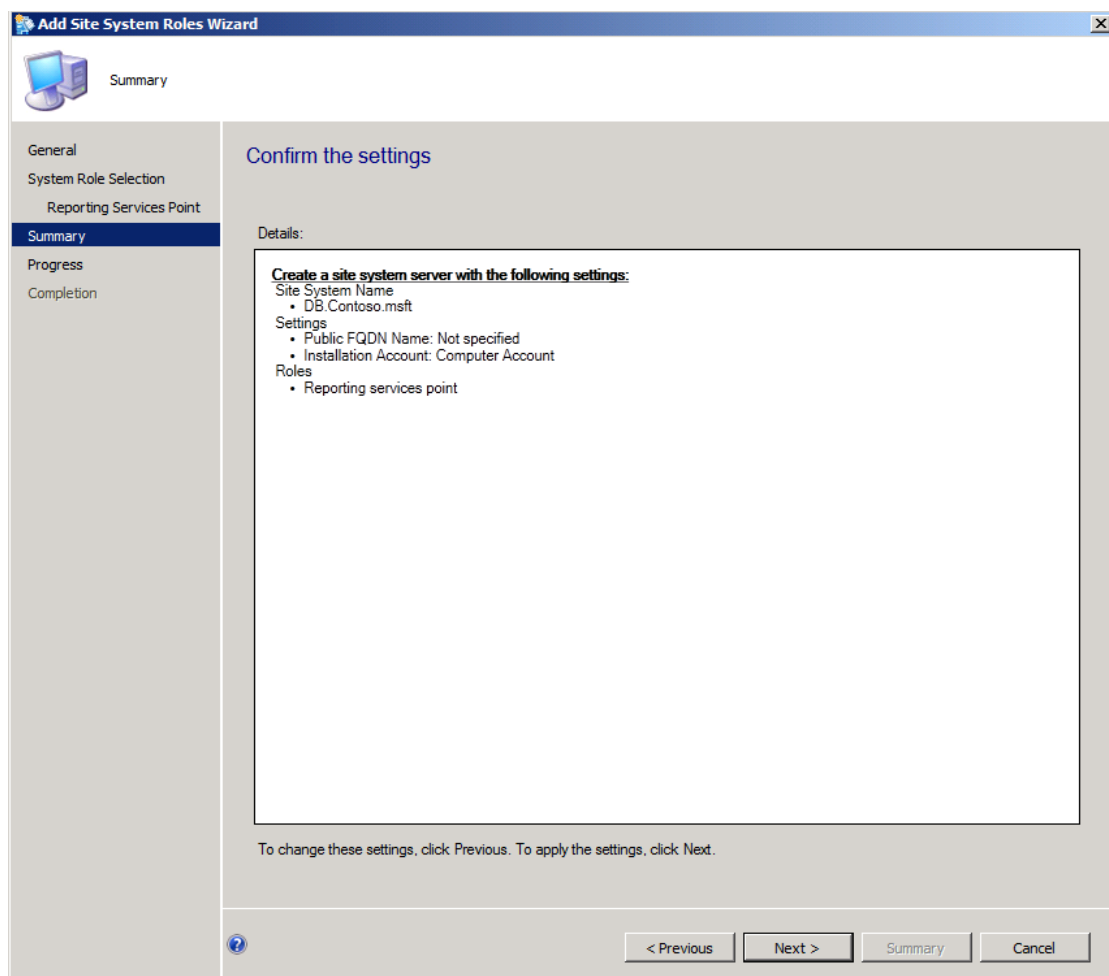 Add Site System Roles Wizard
Summary
General
System Role Selection
Reporting Services Point
Summary
Progress
Completion
Confirm the settings
Details:
Create a site system server with the following settings:
Site System Name
• DB.Contoso.msft
Settings
• Public FQDN Name: Not specified
• Installation Account: Computer Account
Roles
• Reporting services point
To change these settings, click Previous. To apply the settings, click Next.
< Previous
Next >
Summary
Cancel